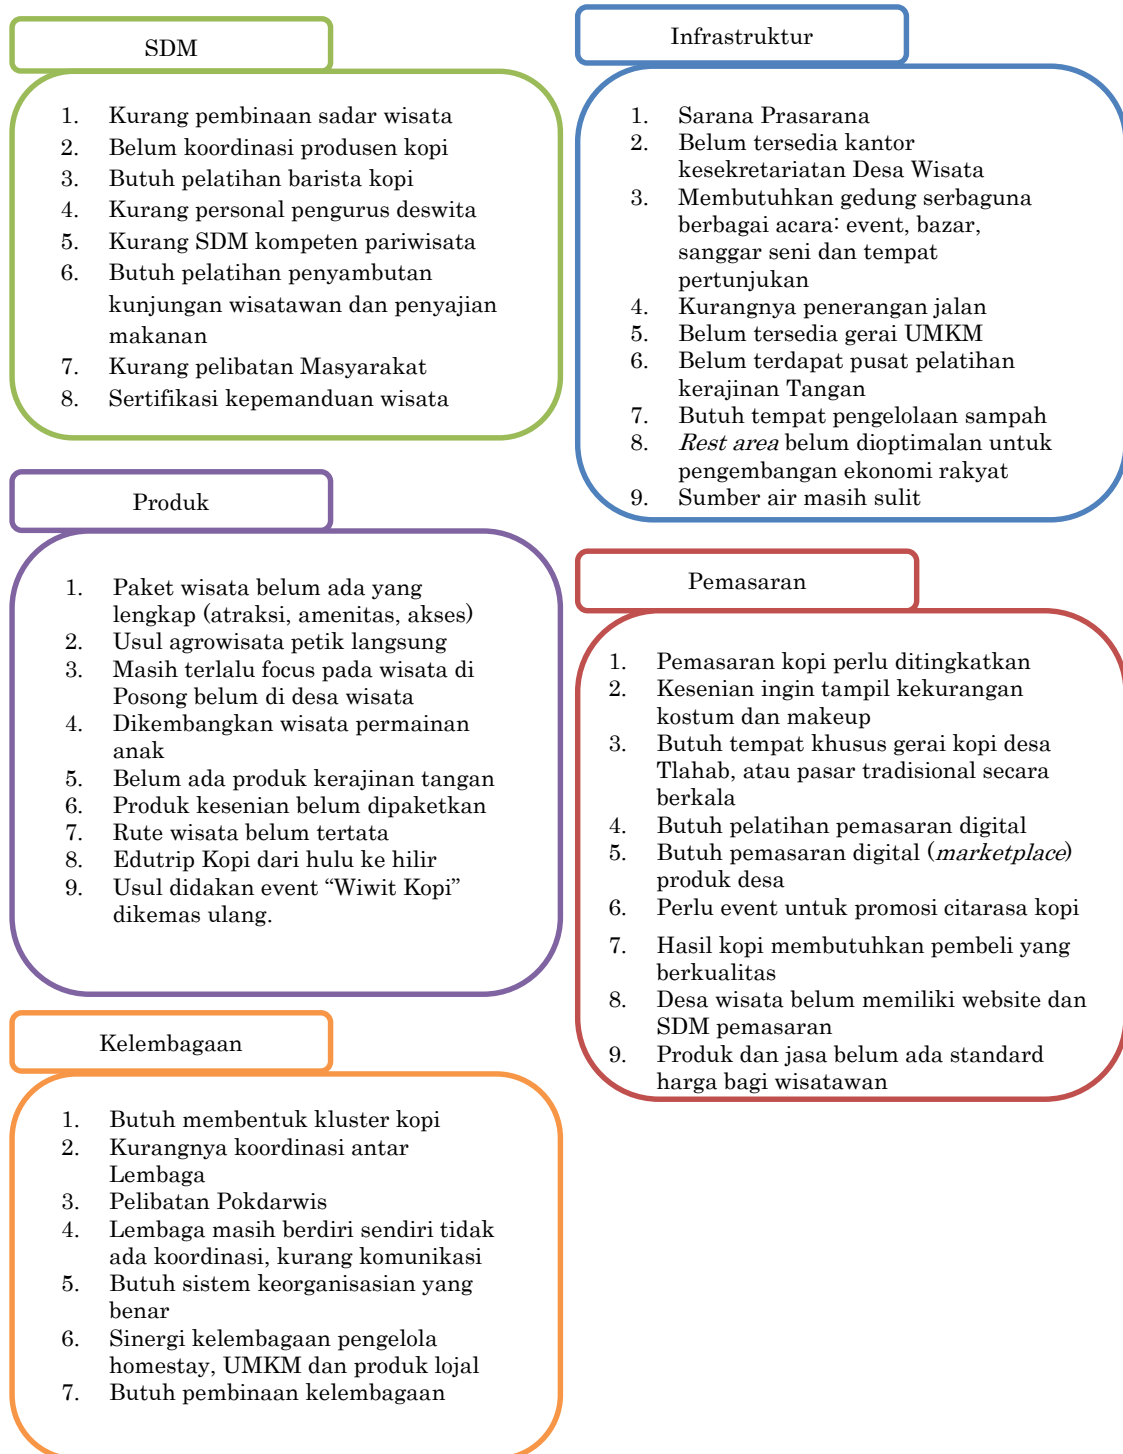 SDM
1. Kurang pembinaan sadar wisata
2. Belum koordinasi produsen kopi
3. Butuh pelatihan barista kopi
4. Kurang personal pengurus deswita
5. Kurang SDM kompeten pariwisata
6. Butuh pelatihan penyambutan
kunjungan wisatawan dan penyajian
makanan
7. Kurang pelibatan Masyarakat
8. Sertifikasi kepemanduan wisata
Infrastruktur
1. Sarana Prasarana
2. Belum tersedia kantor
kesekretariatan Desa Wisata
3. Membutuhkan gedung serbaguna
berbagai acara: event, bazar,
sanggar seni dan tempat
pertunjukan
4. Kurangnya penerangan jalan
5. Belum tersedia gerai UMKM
6. Belum terdapat pusat pelatihan
kerajinan Tangan
7. Butuh tempat pengelolaan sampah
8. Rest area belum dioptimalan untuk
pengembangan ekonomi rakyat
9. Sumber air masih sulit
Produk
1. Paket wisata belum ada yang
lengkap (atraksi, amenitas, akses)
2. Usul agrowisata petik langsung
3. Masih terlalu focus pada wisata di
Posong belum di desa wisata
4. Dikembangkan wisata permainan
anak
5. Belum ada produk kerajinan tangan
6. Produk kesenian belum dipaketkan
7. Rute wisata belum tertata
8. Edutrip Kopi dari hulu ke hilir
9. Usul didakan event “Wiwit Kopi”
dikemas ulang.
Pemasaran
1. Pemasaran kopi perlu ditingkatkan
2. Kesenian ingin tampil kekurangan
kostum dan makeup
3. Butuh tempat khusus gerai kopi desa
Tlahab, atau pasar tradisional secara
berkala
4. Butuh pelatihan pemasaran digital
5. Butuh pemasaran digital (marketplace)
produk desa
6. Perlu event untuk promosi citarasa kopi
7. Hasil kopi membutuhkan pembeli yang
berkualitas
8. Desa wisata belum memiliki website dan
SDM pemasaran
9. Produk dan jasa belum ada standard
harga bagi wisatawan
Kelembagaan
1. Butuh membentuk kluster kopi
2. Kurangnya koordinasi antar
Lembaga
3. Pelibatan Pokdarwis
4. Lembaga masih berdiri sendiri tidak
ada koordinasi, kurang komunikasi
5. Butuh sistem keorganisasian yang
benar
6. Sinergi kelembagaan pengelola
homestay, UMKM dan produk lojal
7. Butuh pembinaan kelembagaan